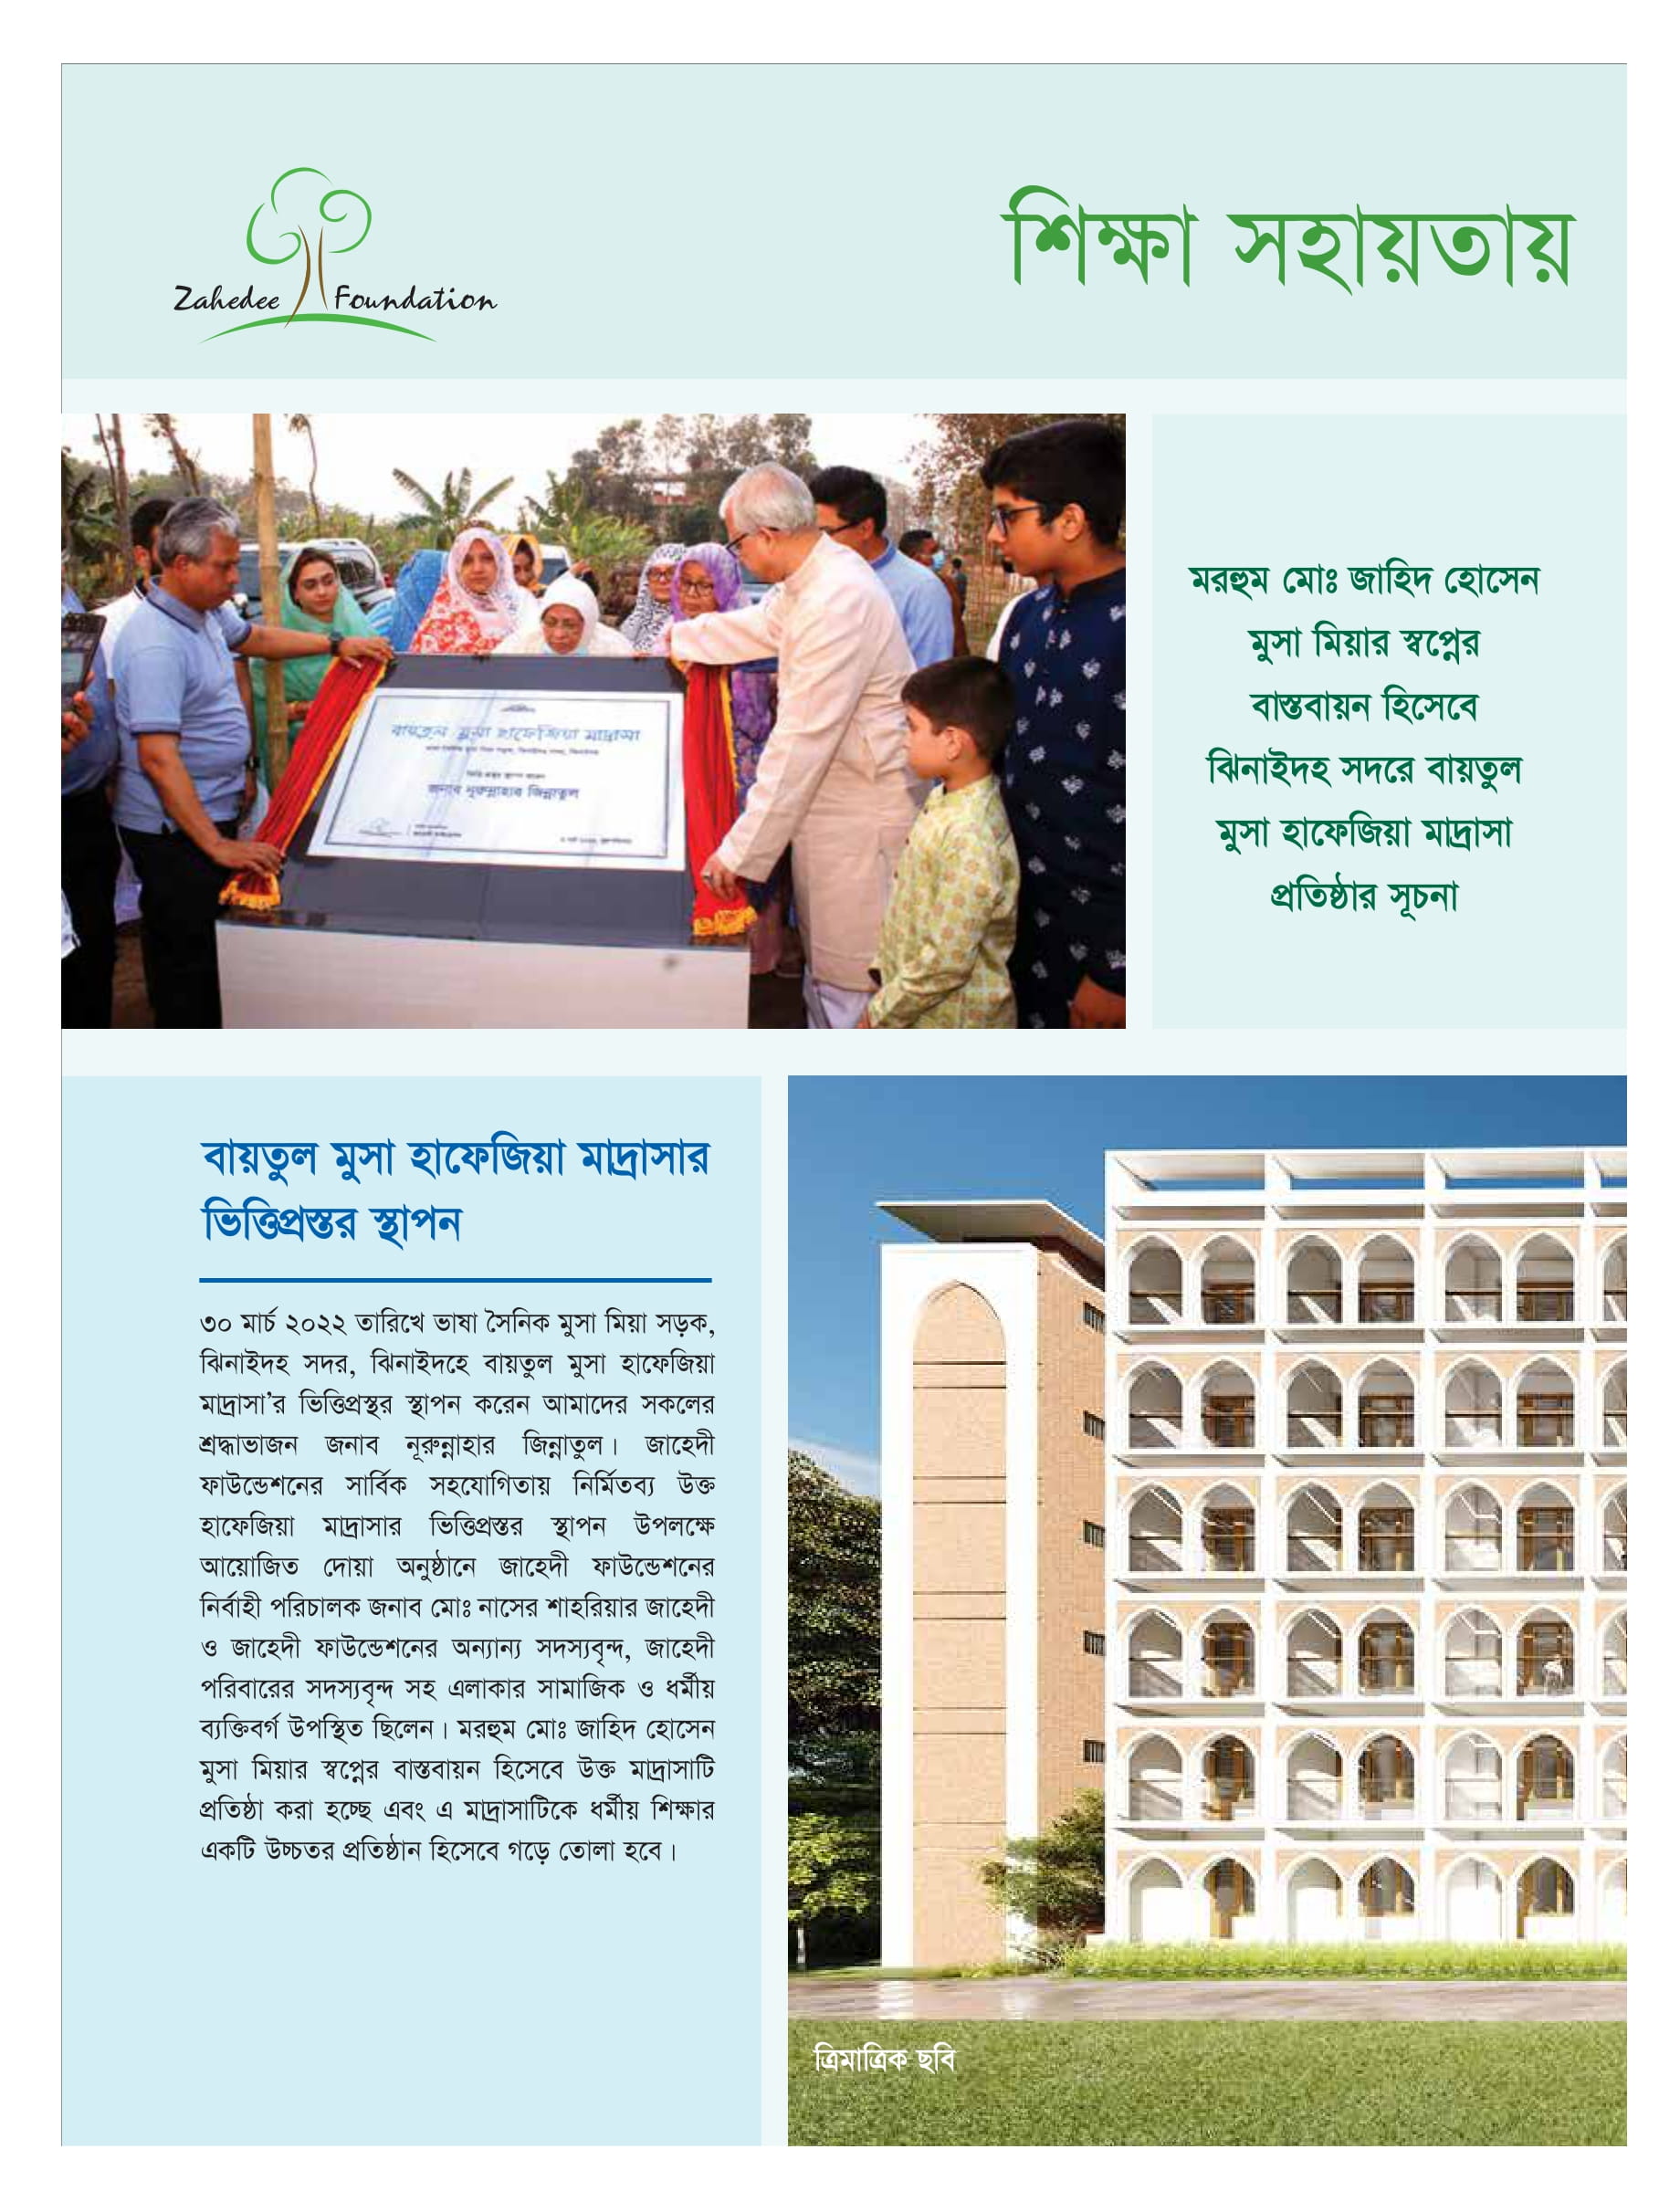 Zahedee Foundation
শিক্ষা সহায়তায়
বায়তুল মুসা হাফেজিয়া মাদ্রাসা
জনাব নূরুন্নাহার জিন্নাতুল
মরহুম মোঃ জাহিদ হোসেন
মুসা মিয়ার স্বপ্নের
বাস্তবায়ন হিসেবে
ঝিনাইদহ সদরে বায়তুল
মুসা হাফেজিয়া মাদ্রাসা
প্রতিষ্ঠার সূচনা
বায়তুল মুসা হাফেজিয়া মাদ্রাসার
ভিত্তিপ্রস্তর স্থাপন
৩০ মার্চ ২০২২ তারিখে ভাষা সৈনিক মুসা মিয়া সড়ক,
ঝিনাইদহ সদর, ঝিনাইদহে বায়তুল মুসা হাফেজিয়া
মাদ্রাসা'র ভিত্তিপ্রস্থর স্থাপন করেন আমাদের সকলের
শ্রদ্ধাভাজন জনাব নূরুন্নাহার জিন্নাতুল। জাহেদী
ফাউন্ডেশনের সার্বিক সহযোগিতায় নির্মিতব্য উক্ত
হাফেজিয়া মাদ্রাসার ভিত্তিপ্রস্তর স্থাপন উপলক্ষে
আয়োজিত দোয়া অনুষ্ঠানে জাহেদী ফাউন্ডেশনের
নির্বাহী পরিচালক জনাব মোঃ নাসের শাহরিয়ার জাহেদী
ও জাহেদী ফাউন্ডেশনের অন্যান্য সদস্যবৃন্দ, জাহেদী
পরিবারের সদস্যবৃন্দ সহ এলাকার সামাজিক ও ধর্মীয়
ব্যক্তিবর্গ উপস্থিত ছিলেন। মরহুম মোঃ জাহিদ হোসেন
মুসা মিয়ার স্বপ্নের বাস্তবায়ন হিসেবে উক্ত মাদ্রাসাটি
প্রতিষ্ঠা করা হচ্ছে এবং এ মাদ্রাসাটিকে ধর্মীয় শিক্ষার
একটি উচ্চতর প্রতিষ্ঠান হিসেবে গড়ে তোলা হবে।
ত্রিমাত্রিক ছবি